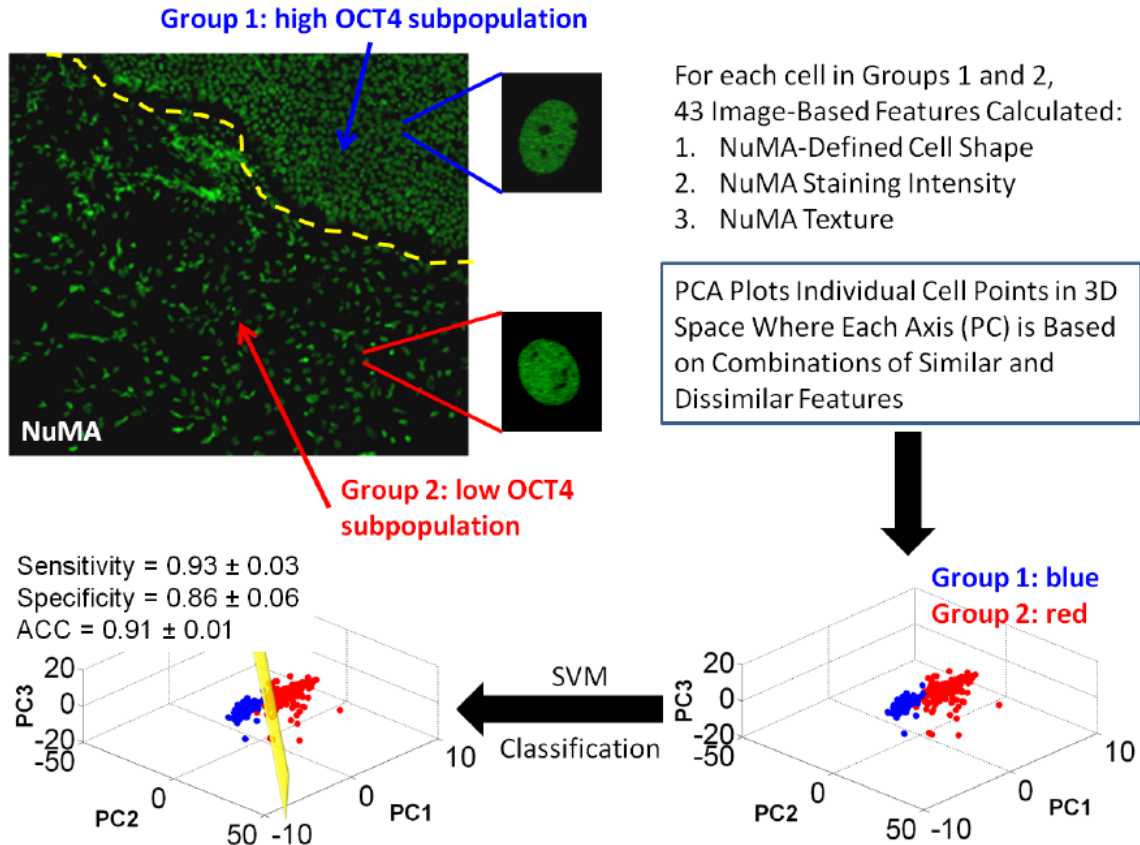 Group 1: high OCT4 subpopulation
For each cell in Groups 1 and 2,
43 Image-Based Features Calculated:
1. NuMA-Defined Cell Shape
2. NuMA Staining Intensity
3. NuMA Texture
PCA Plots Individual Cell Points in 3D
Space Where Each Axis (PC) is Based
on Combinations of Similar and
Dissimilar Features
NuMA
Group 2: low OCT4
subpopulation
Group 1: blue
Group 2: red
20
0
-20
-50
0
50
-10
0
10
PC3
PC2
PC1
SVM
Classification
Sensitivity = 0.93 ± 0.03
Specificity = 0.86 ± 0.06
ACC = 0.91 ± 0.01
20
0
-20
-50
0
50
-10
0
10
PC3
PC2
PC1